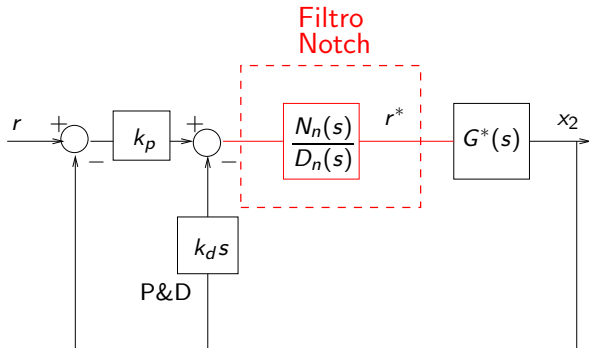 Filtro
Notch
r
+
−
k_p
+
−
N_n(s)
D_n(s)
r*
G*(s)
x_2
k_d s
P&D